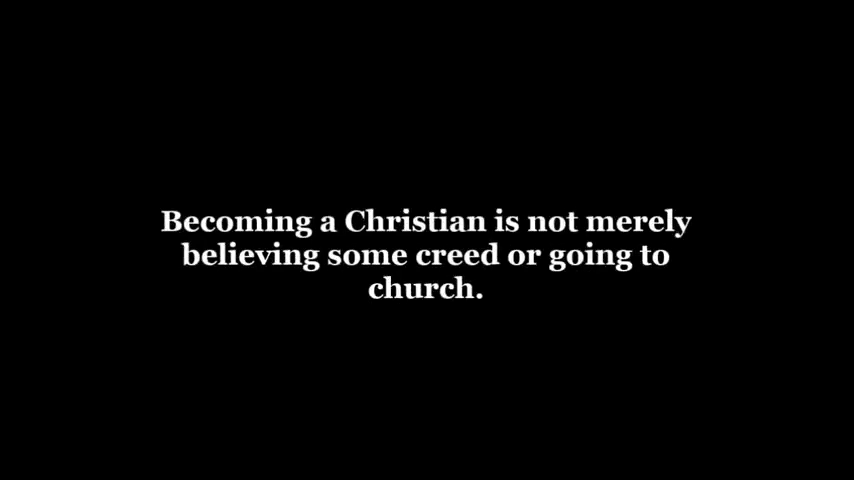 Becoming a Christian is not merely
believing some creed or going to
church.